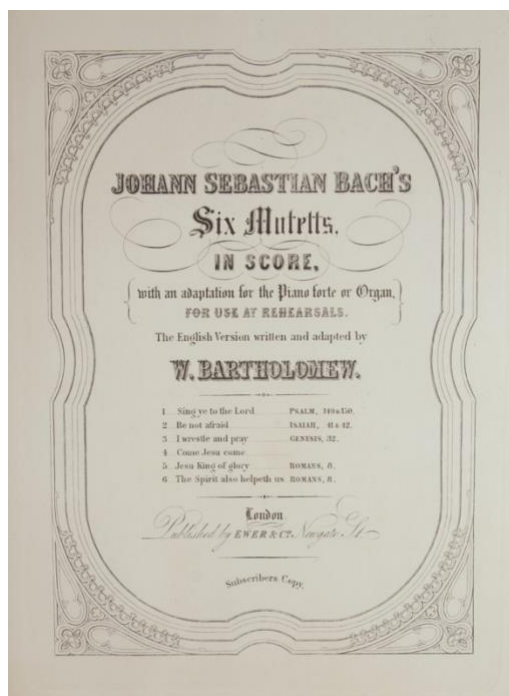 JOHANN SEBASTIAN BACH'S
Six Mutetts,
IN SCORE,
with an adaptation for the Piano forte or Organ,
FOR USE AT REHEARSALS.
The English Version written and adapted by
W. BARTHOLOMEW.
1 Sing ye to the Lord PSALM, 149 & 150.
2 Be not afraid ISAIAH, 41 & 42.
3 I wrestle and pray GENESIS, 32.
4 Come Jesu come
5 Jesu King of glory ROMANS, 8.
6 The Spirit also helpeth us ROMANS, 8.
London
Published by EWER & Co. Newgate St.
Subscribers Copy,